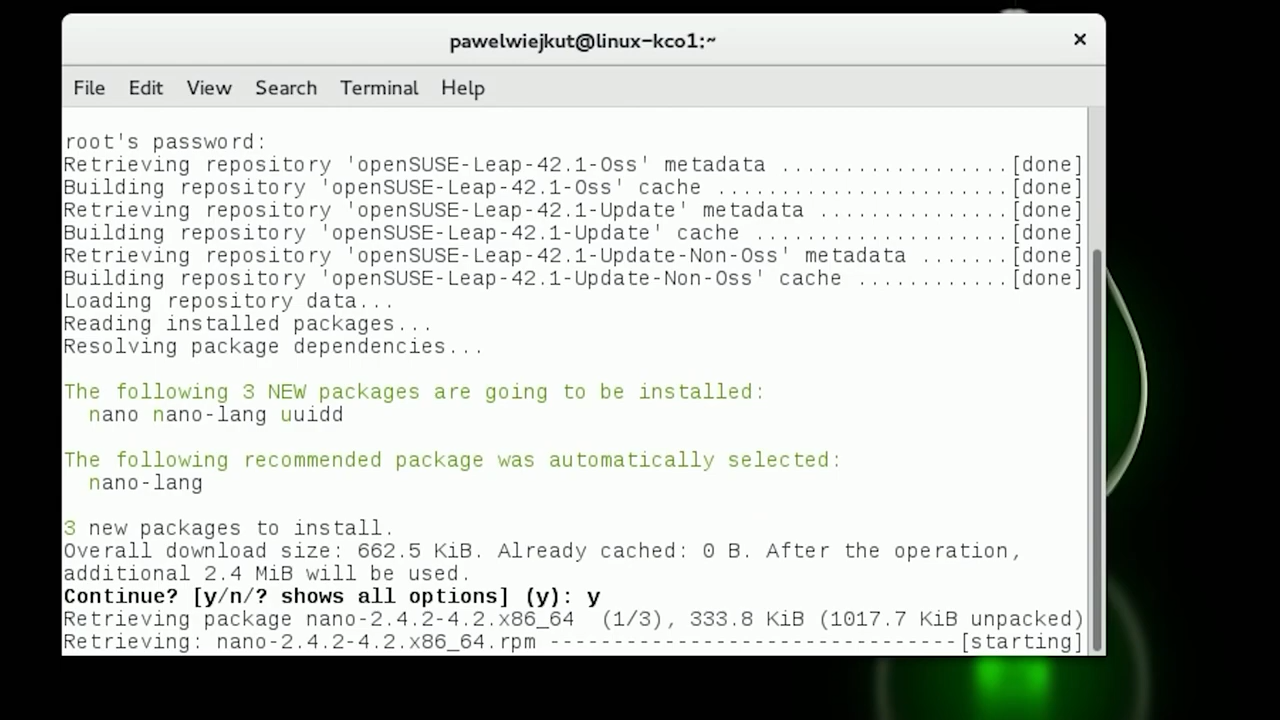 pawelwiejkut@linux-kco1:~
File Edit View Search Terminal Help
root's password:
Retrieving repository 'openSUSE-Leap-42.1-Oss' metadata ..................[done]
Building repository 'openSUSE-Leap-42.1-Oss' cache .......................[done]
Retrieving repository 'openSUSE-Leap-42.1-Update' metadata ...............[done]
Building repository 'openSUSE-Leap-42.1-Update' cache ....................[done]
Retrieving repository 'openSUSE-Leap-42.1-Update-Non-Oss' metadata .......[done]
Building repository 'openSUSE-Leap-42.1-Update-Non-Oss' cache ............[done]
Loading repository data...
Reading installed packages...
Resolving package dependencies...
The following 3 NEW packages are going to be installed:
nano nano-lang uuidd
The following recommended package was automatically selected:
nano-lang
3 new packages to install.
Overall download size: 662.5 KiB. Already cached: 0 B. After the operation,
additional 2.4 MiB will be used.
Continue? [y/n/? shows all options] (y): y
Retrieving package nano-2.4.2-4.2.x86_64  (1/3), 333.8 KiB (1017.7 KiB unpacked)
Retrieving: nano-2.4.2-4.2.x86_64.rpm --------------------------------[starting]